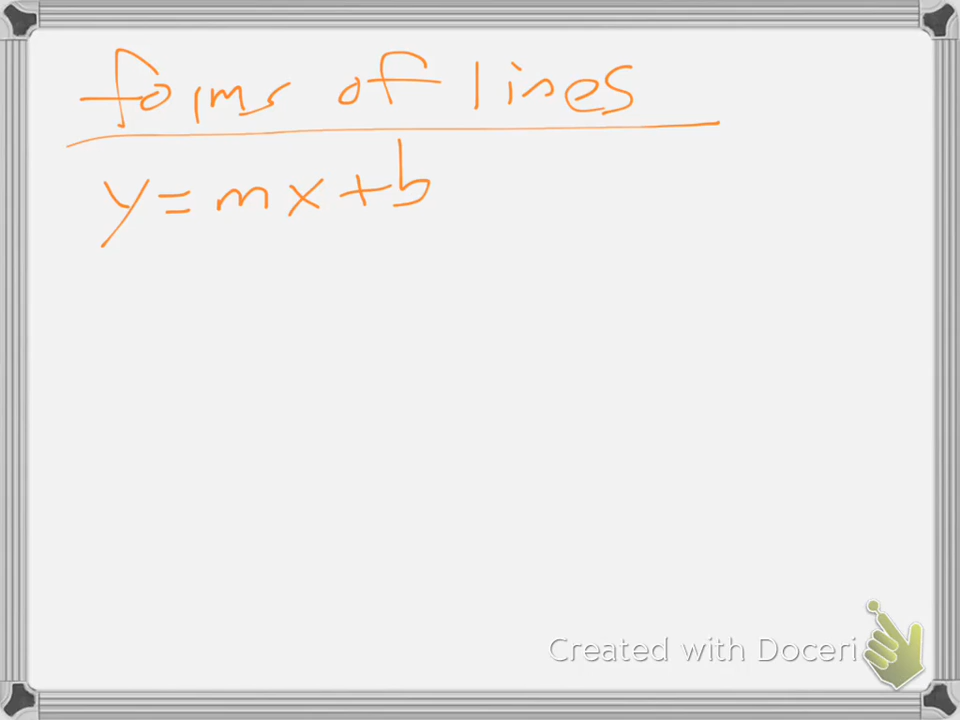 forms of lines
y=mx+b
Created with Doceri